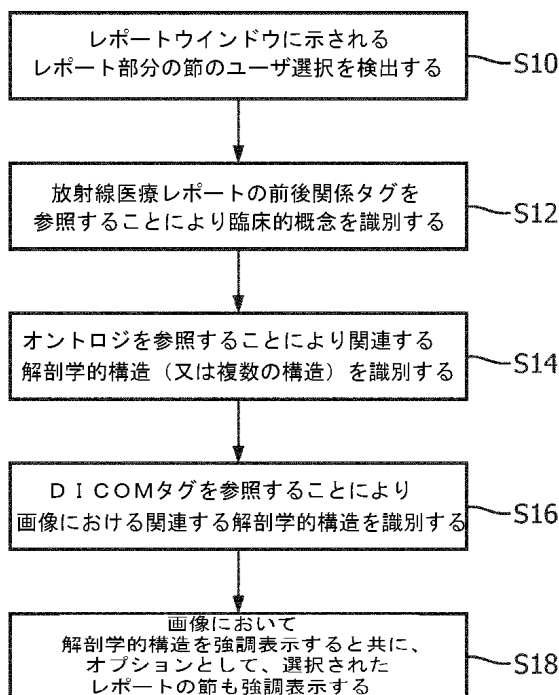 レポートウインドウに示される
レポート部分の節のユーザ選択を検出する
S10
放射線医療レポートの前後関係タグを
参照することにより臨床的概念を識別する
S12
オントロジを参照することにより関連する
解剖学的構造（又は複数の構造）を識別する
S14
ＤＩＣＯＭタグを参照することにより
画像における関連する解剖学的構造を識別する
S16
画像において
解剖学的構造を強調表示すると共に、
オプションとして、選択された
レポートの節も強調表示する
S18